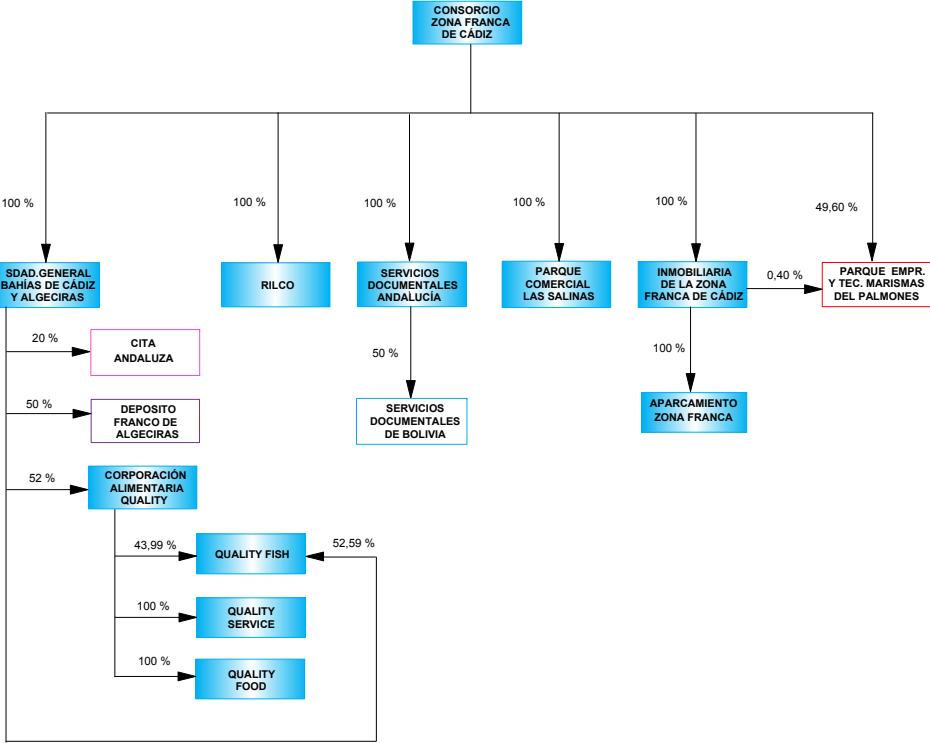 CONSORCIO
ZONA FRANCA
DE CÁDIZ
100 %
100 %
100 %
100 %
100 %
49,60 %
SDAD.GENERAL
BAHÍAS DE CÁDIZ
Y ALGECIRAS
RILCO
SERVICIOS
DOCUMENTALES
ANDALUCÍA
PARQUE
COMERCIAL
LAS SALINAS
INMOBILIARIA
DE LA ZONA
FRANCA DE CÁDIZ
0,40 %
PARQUE EMPR.
Y TEC. MARISMAS
DEL PALMONES
20 %
CITA
ANDALUZA
50 %
100 %
50 %
DEPOSITO
FRANCO DE
ALGECIRAS
SERVICIOS
DOCUMENTALES
DE BOLIVIA
APARCAMIENTO
ZONA FRANCA
52 %
CORPORACIÓN
ALIMENTARIA
QUALITY
43,99 %
QUALITY FISH
52,59 %
100 %
QUALITY
SERVICE
100 %
QUALITY
FOOD